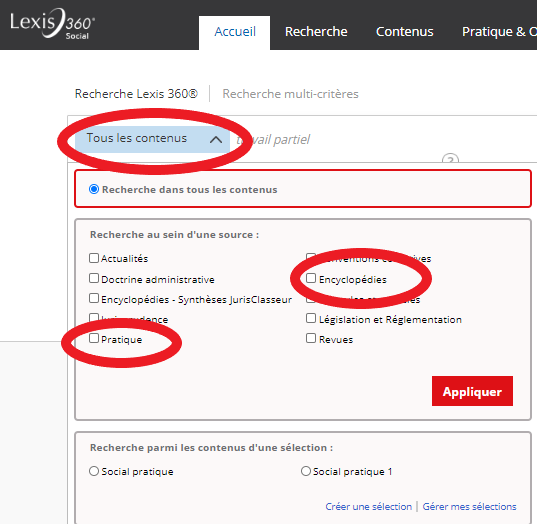 Lexis 360®
Social
Accueil Recherche Contenus Pratique & O
Recherche Lexis 360® Recherche multi-critères
Tous les contenus travail partiel
?
Recherche dans tous les contenus
Recherche au sein d'une source :
Actualités
Doctrine administrative Encyclopédies
Encyclopédies - Synthèses JurisClasseur
Législation et Réglementation
Pratique Revues
Appliquer
Recherche parmi les contenus d'une sélection :
Social pratique Social pratique 1
Créer une sélection | Gérer mes sélections